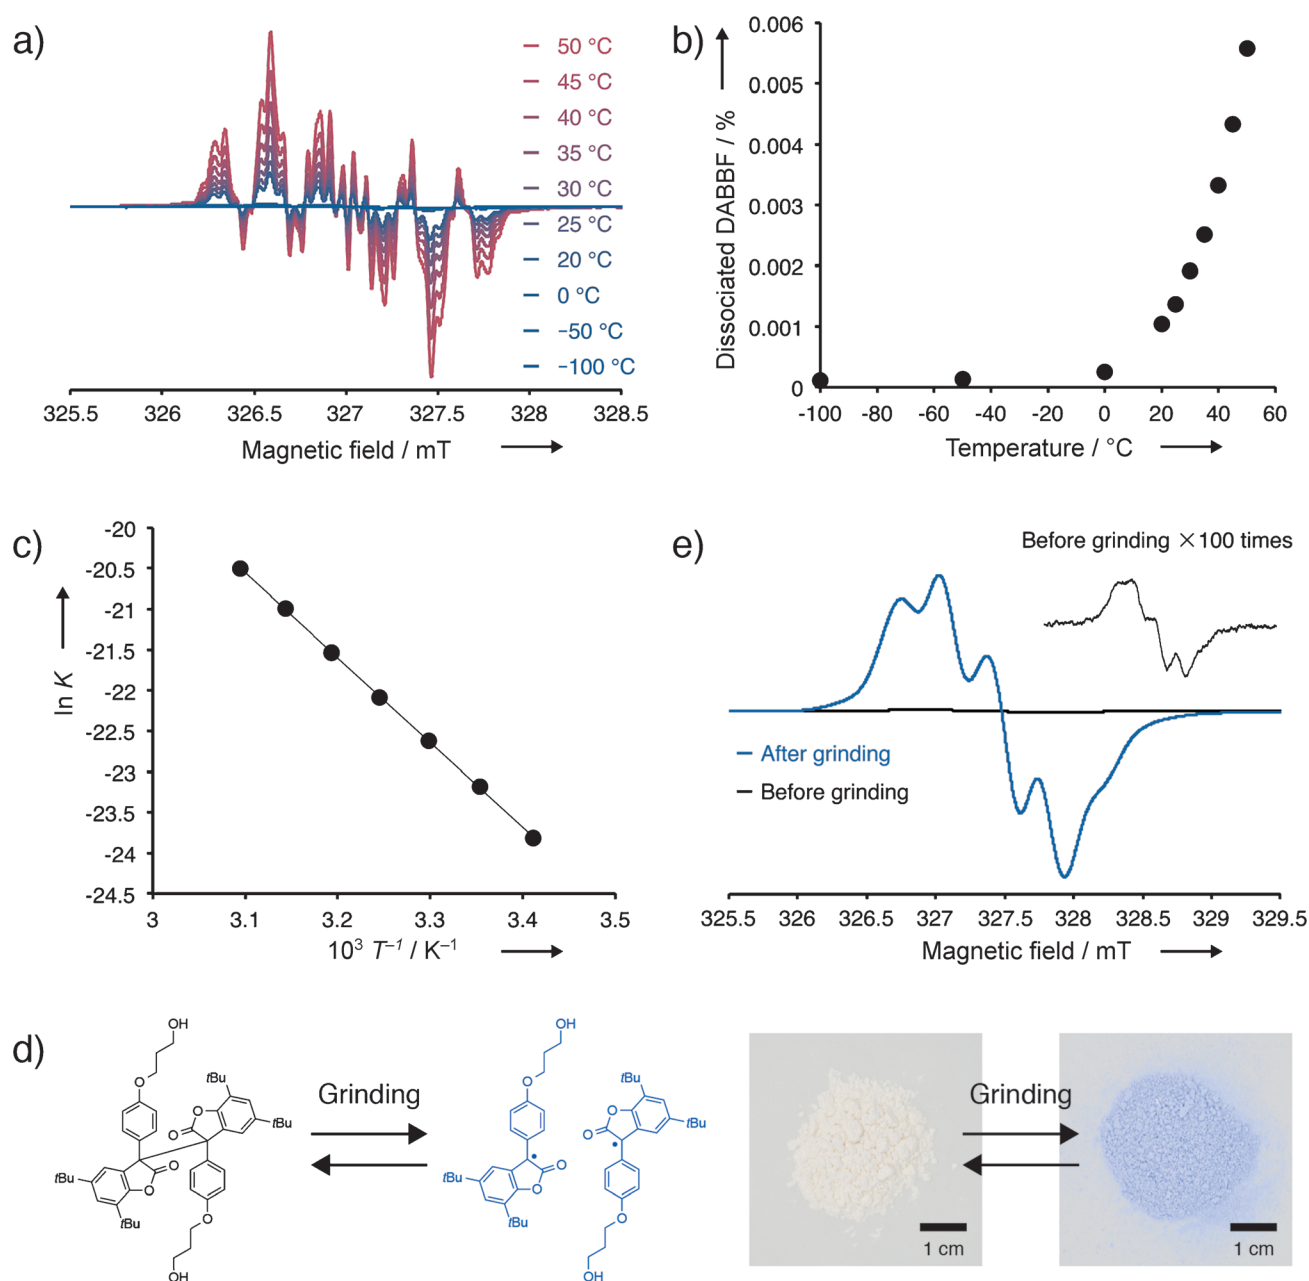 a)
50 °C
45 °C
40 °C
35 °C
30 °C
25 °C
20 °C
0 °C
−50 °C
−100 °C
325.5 326 326.5 327 327.5 328 328.5
Magnetic field / mT
b)
Dissociated DABBF / %
0.006
0.005
0.004
0.003
0.002
0.001
0
-100 -80 -60 -40 -20 0 20 40 60
Temperature / °C
c)
ln K
-20
-20.5
-21
-21.5
-22
-22.5
-23
-23.5
-24
-24.5
3 3.1 3.2 3.3 3.4 3.5
10³ T⁻¹ / K⁻¹
e)
Before grinding ×100 times
After grinding
Before grinding
325.5 326 326.5 327 327.5 328 328.5 329 329.5
Magnetic field / mT
d)
OH
O
tBu
O
tBu
O
O
tBu
O
tBu
O
OH
Grinding
OH
O
tBu
O
tBu
O
O
tBu
O
tBu
O
OH
Grinding
1 cm
1 cm